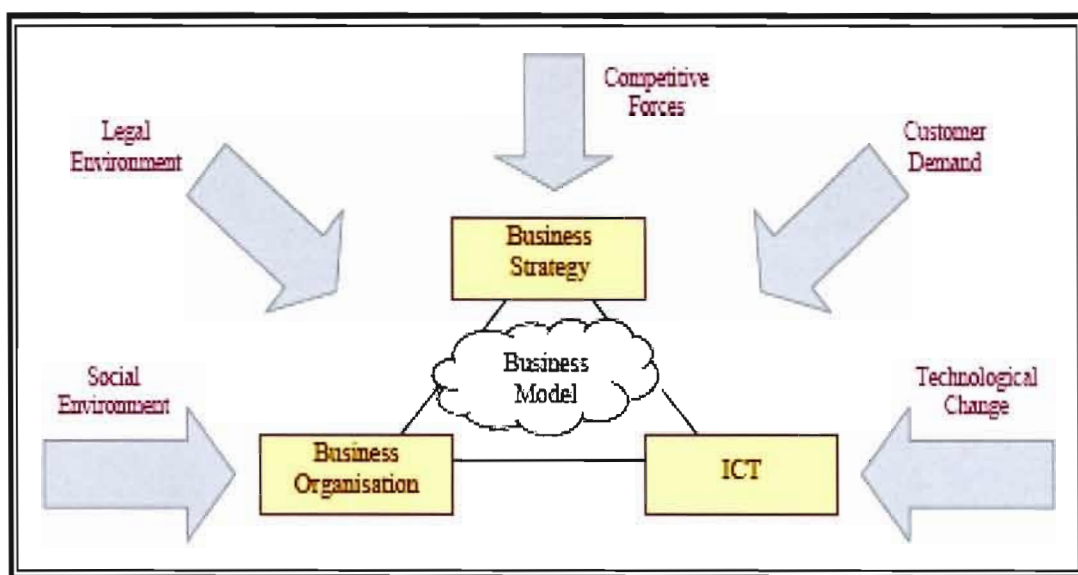 Competitive
Forces
Legal
Environment
Customer
Demand
Business
Strategy
Business
Model
Social
Environment
Technological
Change
Business
Organisation
ICT